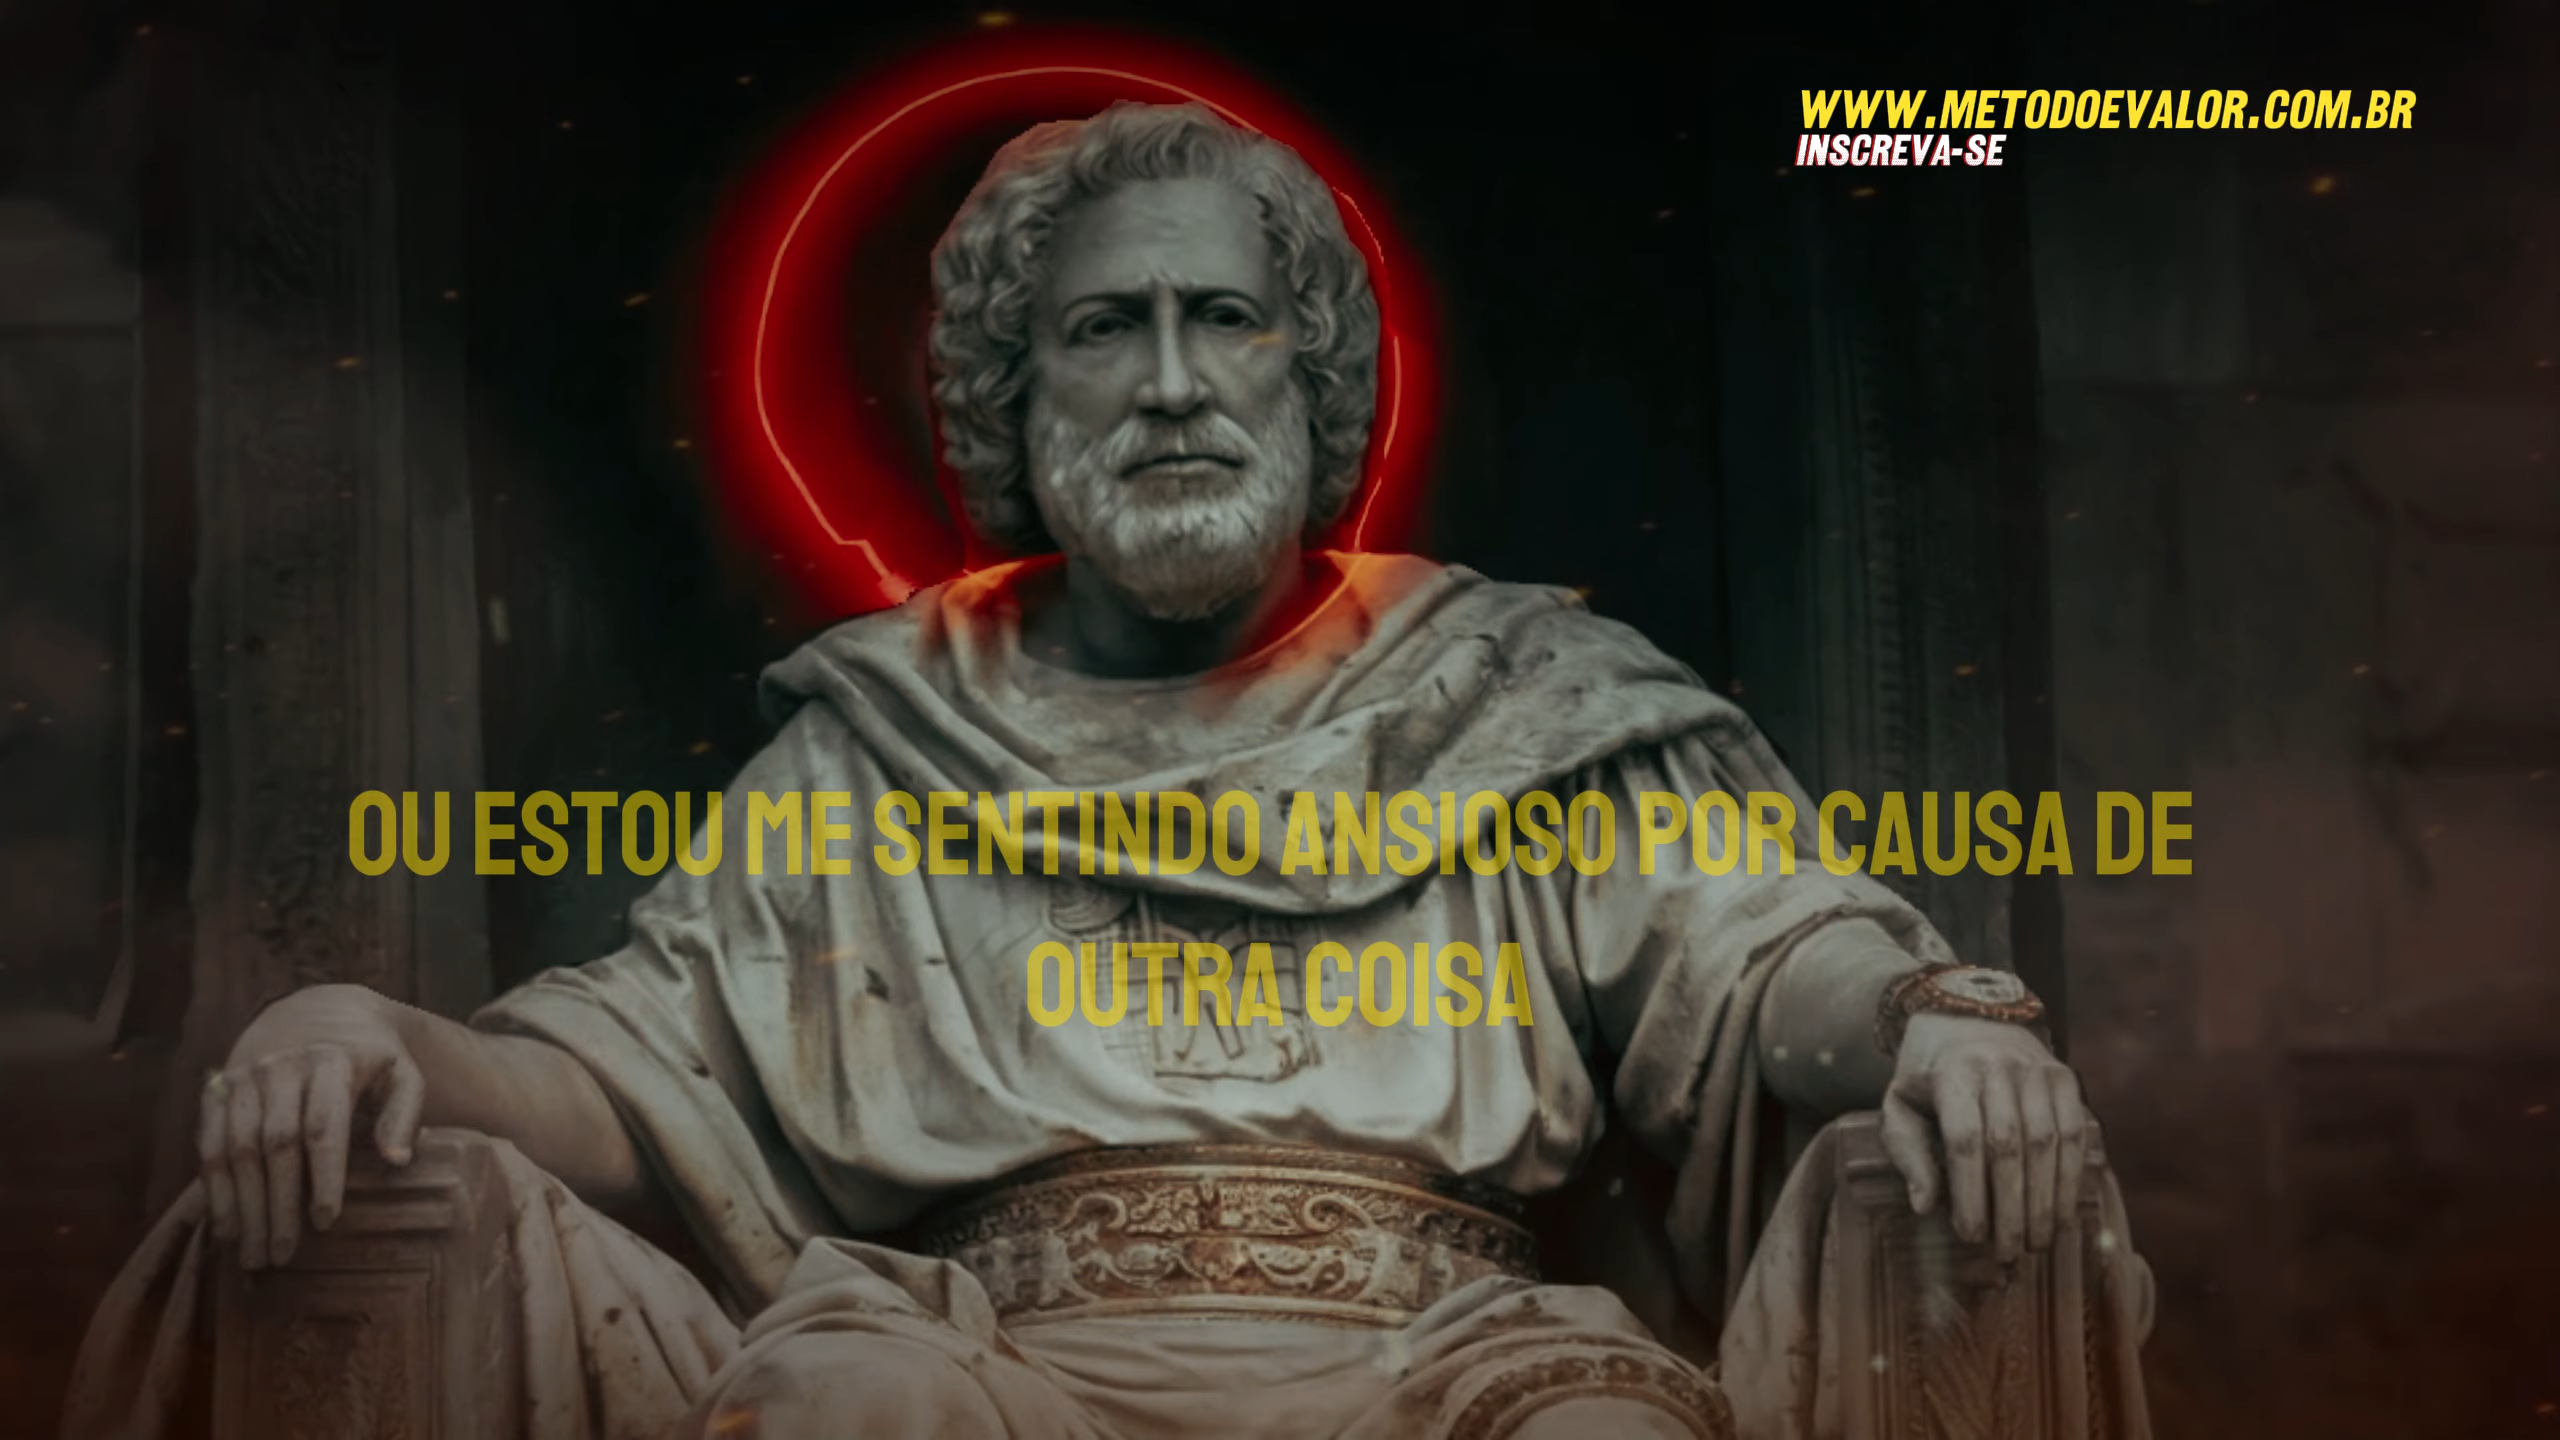 WWW.METODOEVALOR.COM.BR
INSCREVA-SE
OU ESTOU ME SENTINDO ANSIOSO POR CAUSA DE
OUTRA COISA